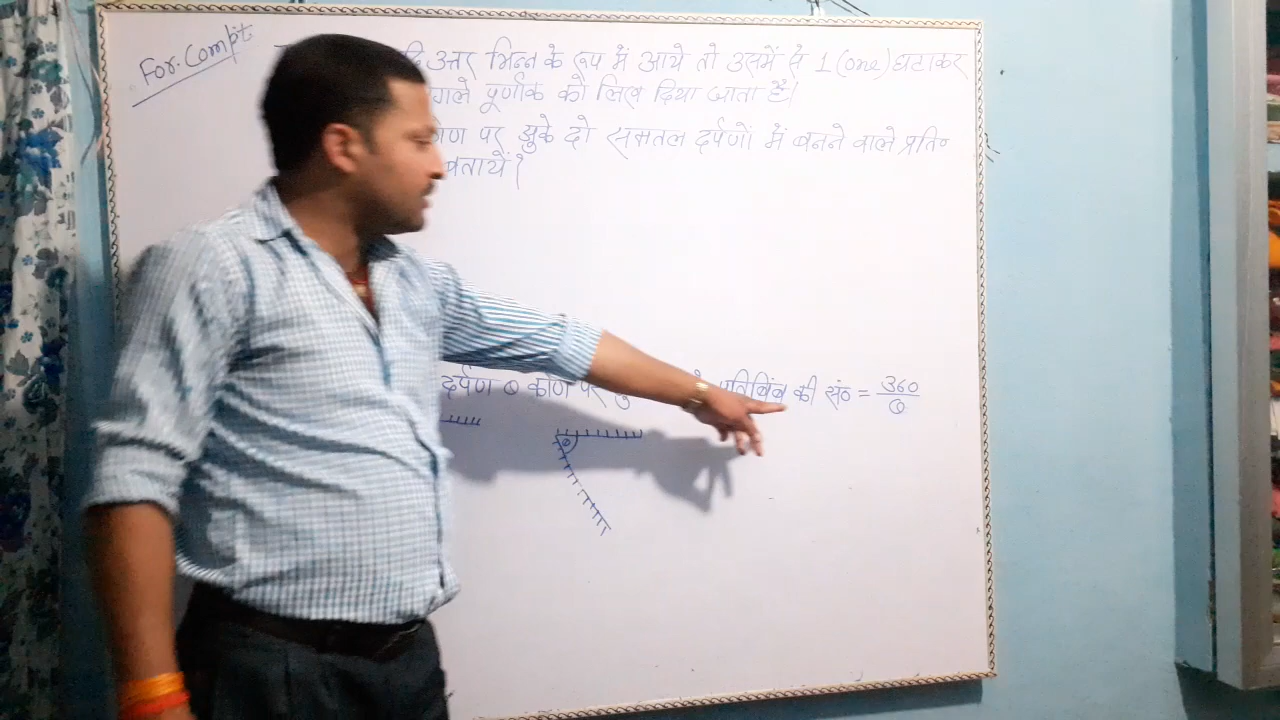 For. Compt.
उत्तर भिन्न के रूप में आये तो उसमें से 1 (one) घटाकर
पूर्णांक को लिख दिया जाता है।
पर झुके दो समतल दर्पणों में बनने वाले प्रति०
बतायें?
दर्पण θ कोण पर प्रतिबिंब की सं० = 360/θ
θ